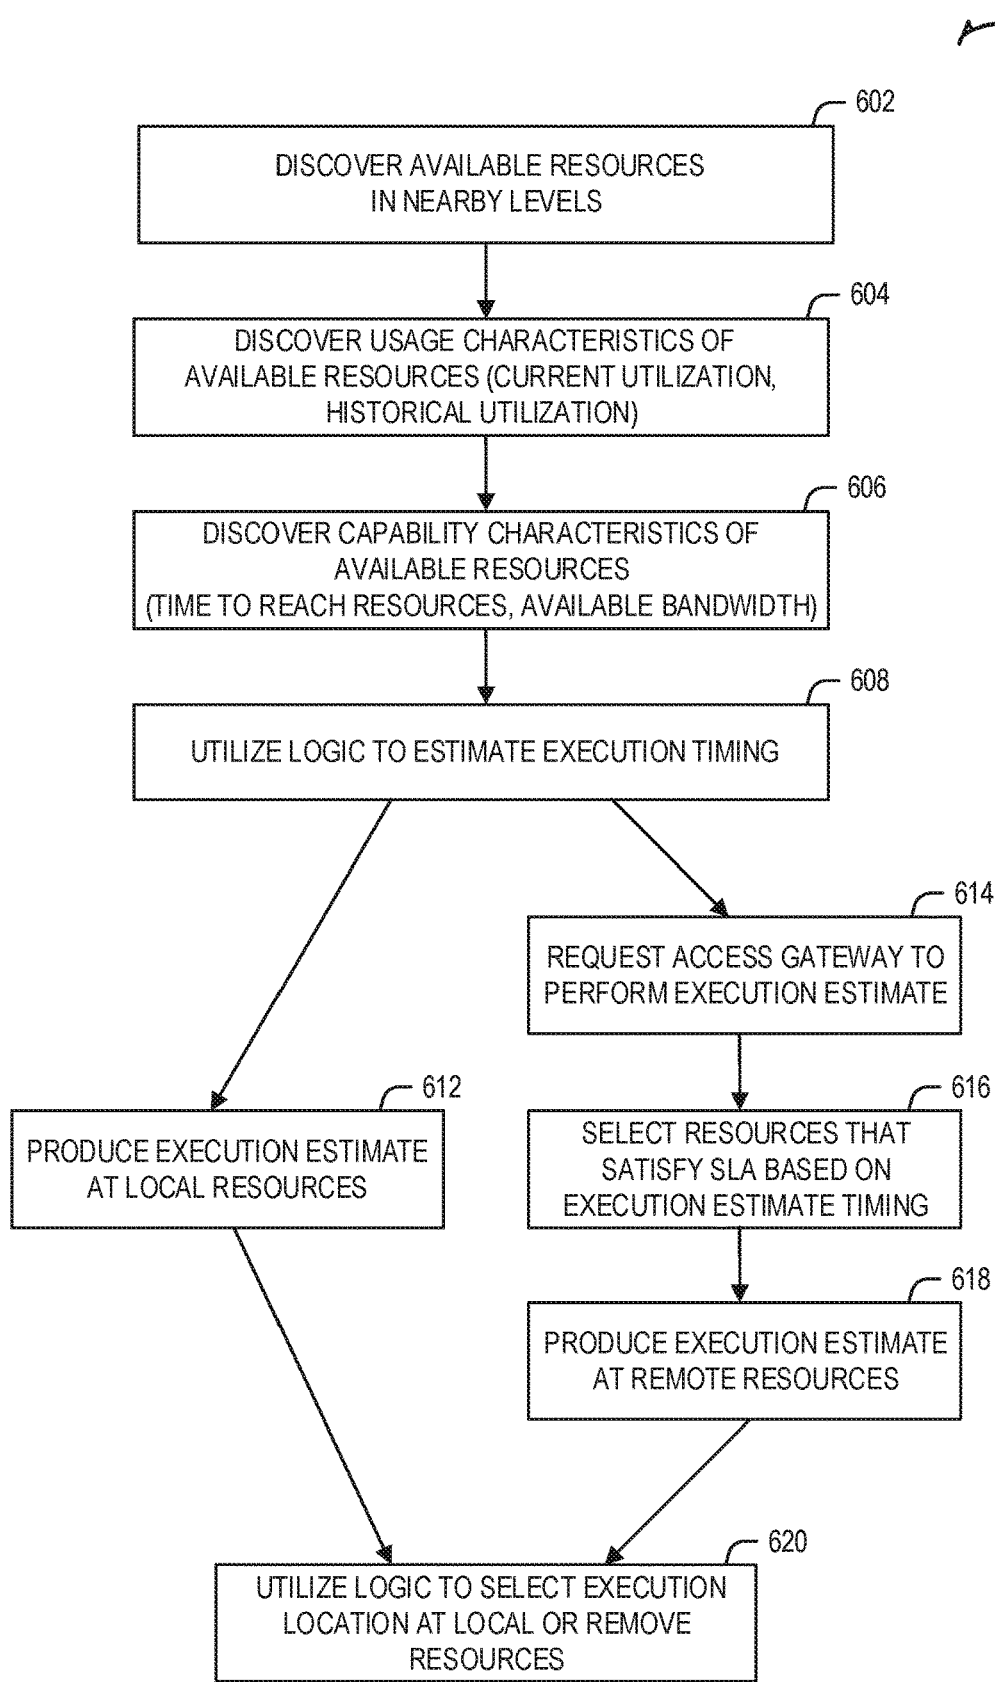 602
DISCOVER AVAILABLE RESOURCES
IN NEARBY LEVELS
604
DISCOVER USAGE CHARACTERISTICS OF
AVAILABLE RESOURCES (CURRENT UTILIZATION,
HISTORICAL UTILIZATION)
606
DISCOVER CAPABILITY CHARACTERISTICS OF
AVAILABLE RESOURCES
(TIME TO REACH RESOURCES, AVAILABLE BANDWIDTH)
608
UTILIZE LOGIC TO ESTIMATE EXECUTION TIMING
614
REQUEST ACCESS GATEWAY TO
PERFORM EXECUTION ESTIMATE
612
PRODUCE EXECUTION ESTIMATE
AT LOCAL RESOURCES
616
SELECT RESOURCES THAT
SATISFY SLA BASED ON
EXECUTION ESTIMATE TIMING
618
PRODUCE EXECUTION ESTIMATE
AT REMOTE RESOURCES
620
UTILIZE LOGIC TO SELECT EXECUTION
LOCATION AT LOCAL OR REMOVE
RESOURCES